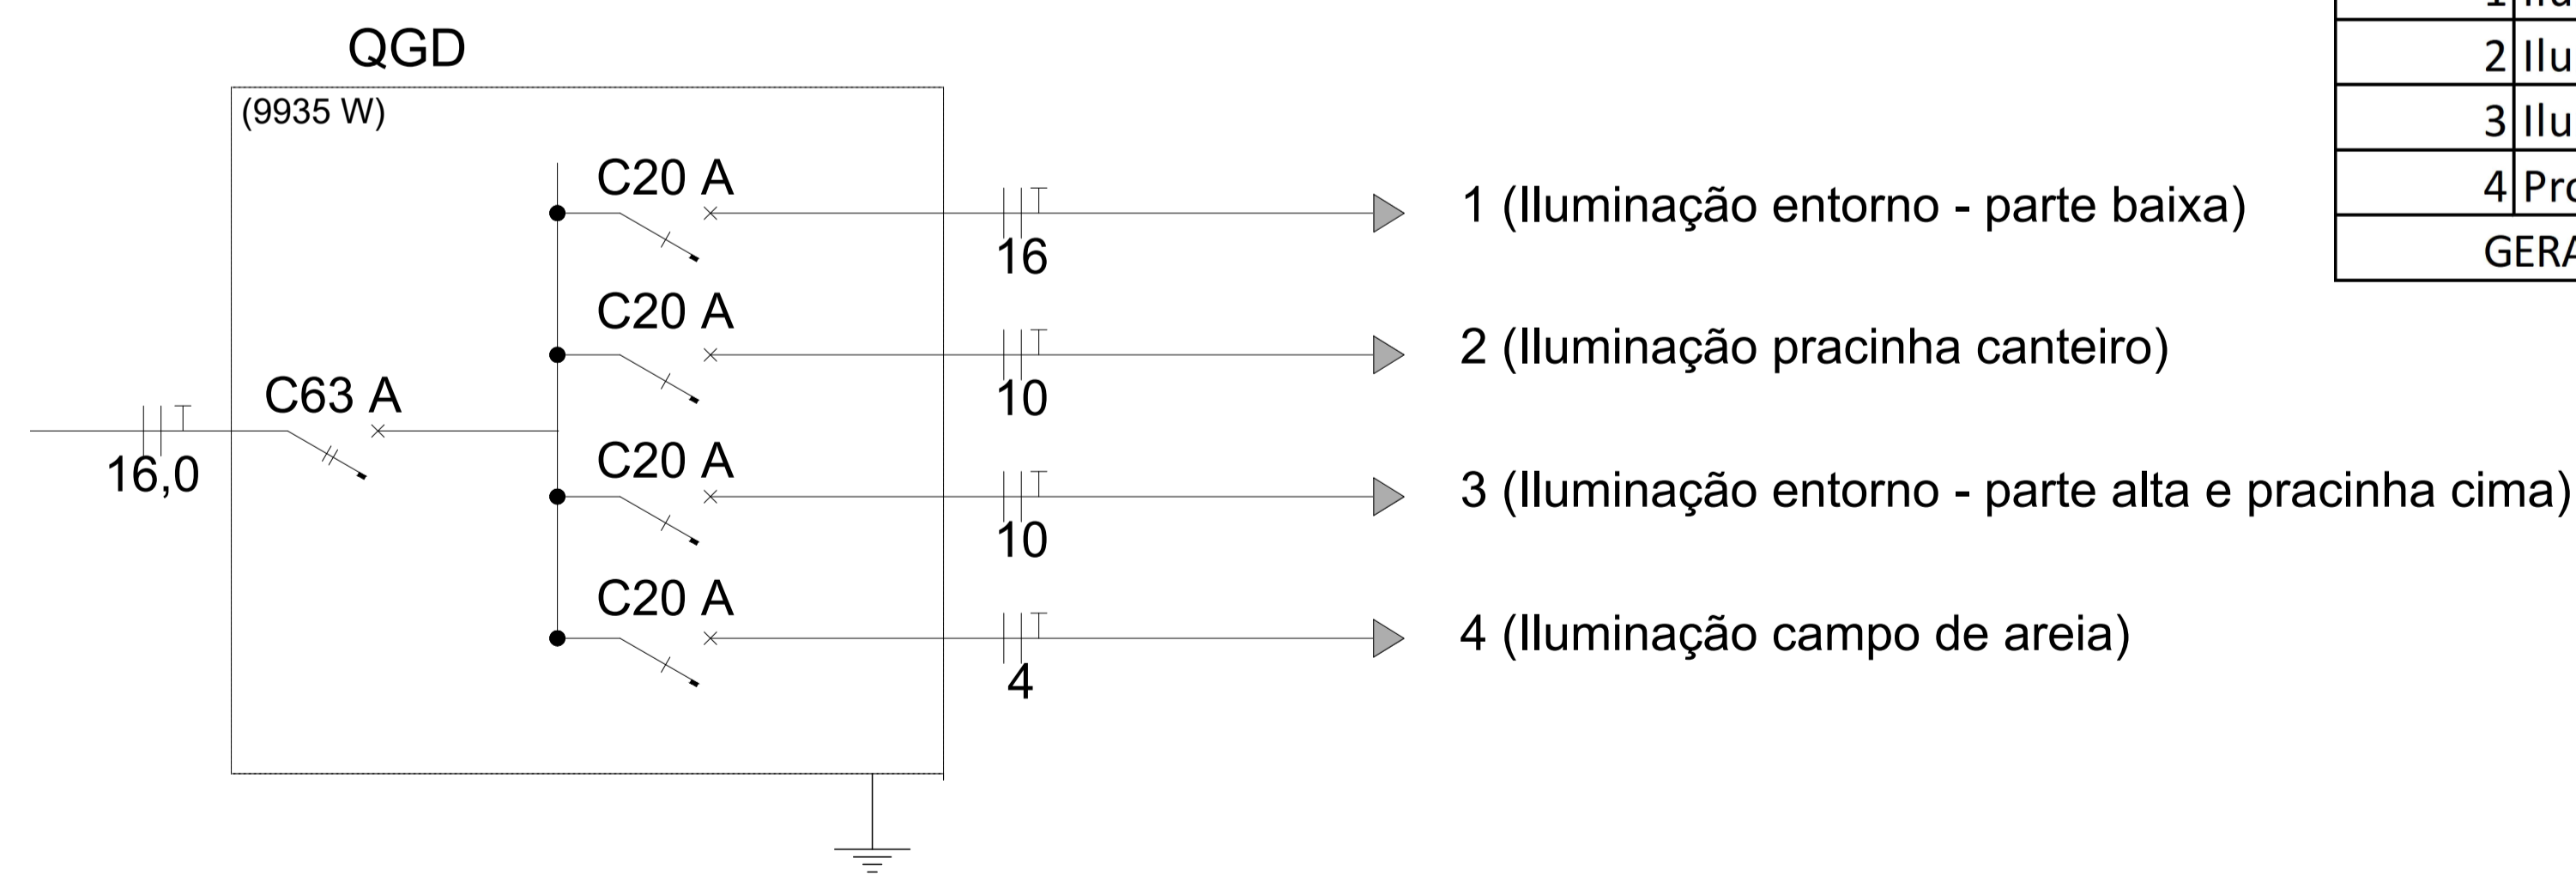 QGD
(9935 W)
C20 A
16
1 (Iluminação entorno - parte baixa)
C20 A
10
2 (Iluminação pracinha canteiro)
C63 A
16,0
C20 A
10
3 (Iluminação entorno - parte alta e pracinha cima)
C20 A
4
4 (Iluminação campo de areia)
2 Ilu
3 Ilu
4 Pro
GERA